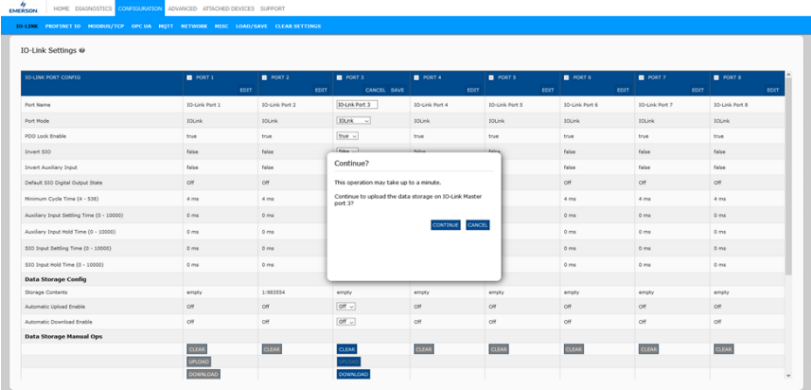 EMERSON HOME DIAGNOSTICS CONFIGURATION ADVANCED ATTACHED DEVICES SUPPORT
IO-LINK PROFINET IO MODBUS/TCP OPC UA MQTT NETWORK MISC LOAD/SAVE CLEAR SETTINGS
IO-Link Settings
IO-LINK PORT CONFIG PORT 1 PORT 2 PORT 3 PORT 4 PORT 5 PORT 6 PORT 7 PORT 8
EDIT EDIT CANCEL SAVE EDIT EDIT EDIT EDIT EDIT
Port Name IO-Link Port 1 IO-Link Port 2 IO-Link Port 3 IO-Link Port 4 IO-Link Port 5 IO-Link Port 6 IO-Link Port 7 IO-Link Port 8
Port Mode IOLink IOLink IOLink IOLink IOLink IOLink IOLink IOLink
PDO Lock Enable true true true true true true true true
Invert SIO false false false false false false false false
Invert Auxiliary Input false false false false false
Default SIO Digital Output State Off Off Off Off Off
Minimum Cycle Time (4 - 538) 4 ms 4 ms 4 ms 4 ms 4 ms
Auxiliary Input Settling Time (0 - 10000) 0 ms 0 ms 0 ms 0 ms 0 ms
Auxiliary Input Hold Time (0 - 10000) 0 ms 0 ms 0 ms 0 ms 0 ms
SIO Input Settling Time (0 - 10000) 0 ms 0 ms 0 ms 0 ms 0 ms
SIO Input Hold Time (0 - 10000) 0 ms 0 ms 0 ms 0 ms 0 ms
Continue?
This operation may take up to a minute.
Continue to upload the data storage on IO-Link Master
port 3?
CONTINUE CANCEL
Data Storage Config
Storage Contents empty empty empty empty empty empty empty
Automatic Upload Enable Off Off Off Off Off Off Off Off
Automatic Download Enable Off Off Off Off Off Off Off Off
Data Storage Manual Ops
CLEAR CLEAR CLEAR CLEAR CLEAR CLEAR CLEAR CLEAR
UPLOAD UPLOAD
DOWNLOAD DOWNLOAD